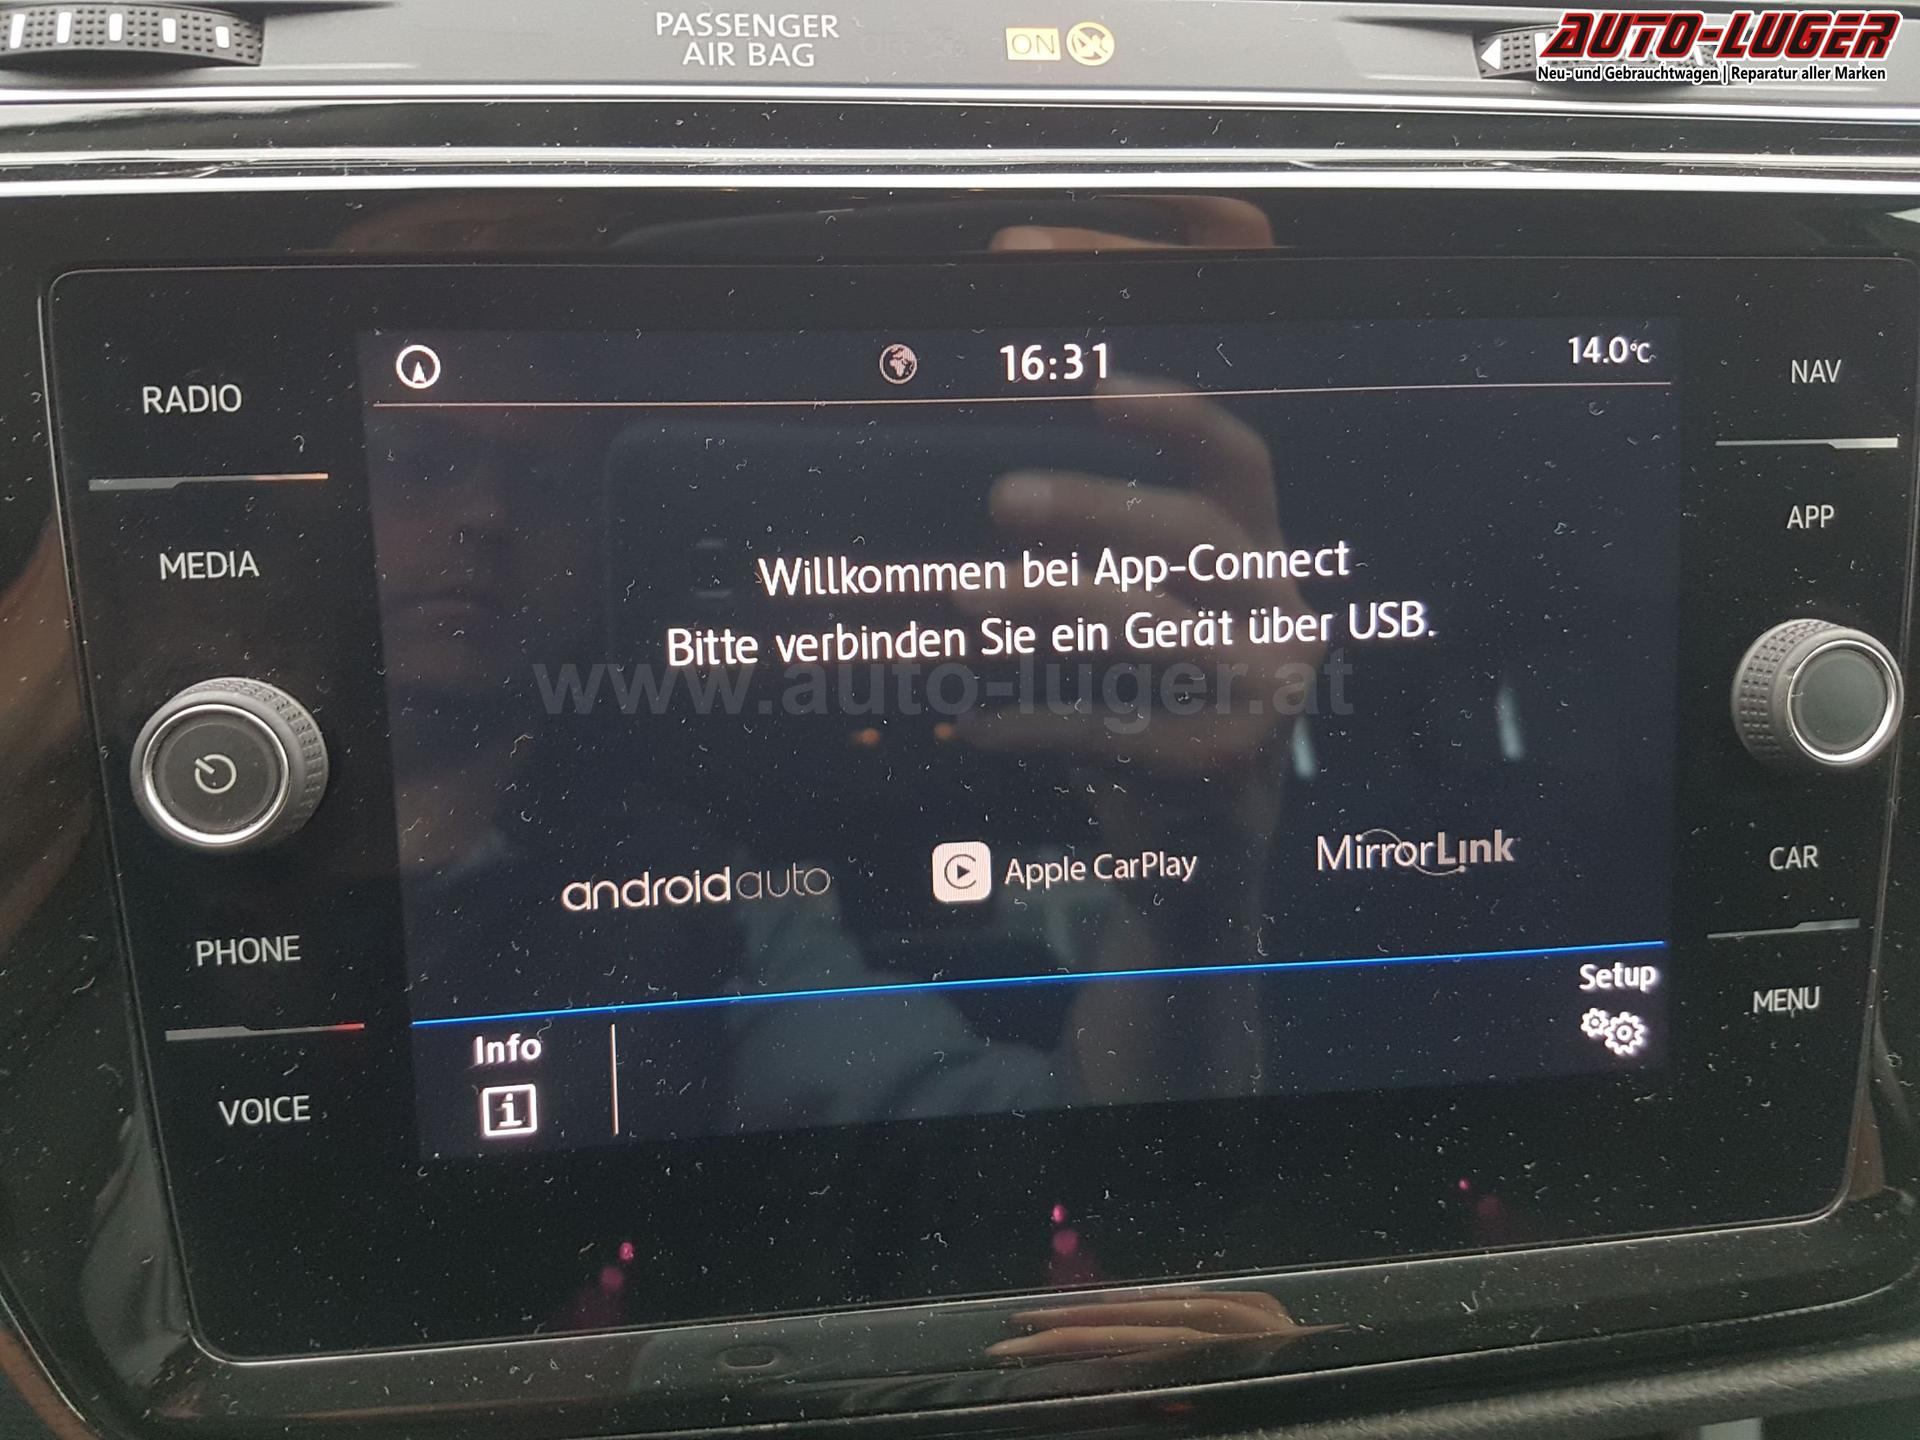 PASSENGER
AIR BAG
ON
AUTO-LUGER
Neu- und Gebrauchtwagen | Reparatur aller Marken
16:31
14.0°C
RADIO
MEDIA
PHONE
VOICE
NAV
APP
CAR
MENU
Willkommen bei App-Connect
Bitte verbinden Sie ein Gerät über USB.
www.auto-luger.at
androidauto
Apple CarPlay
MirrorLink
Info
Setup